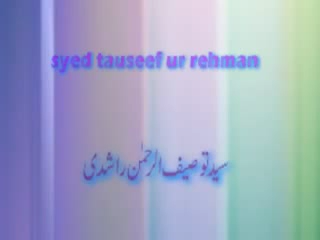 syed tauseef ur rehman
سید توصیف الرحمٰن راشدی